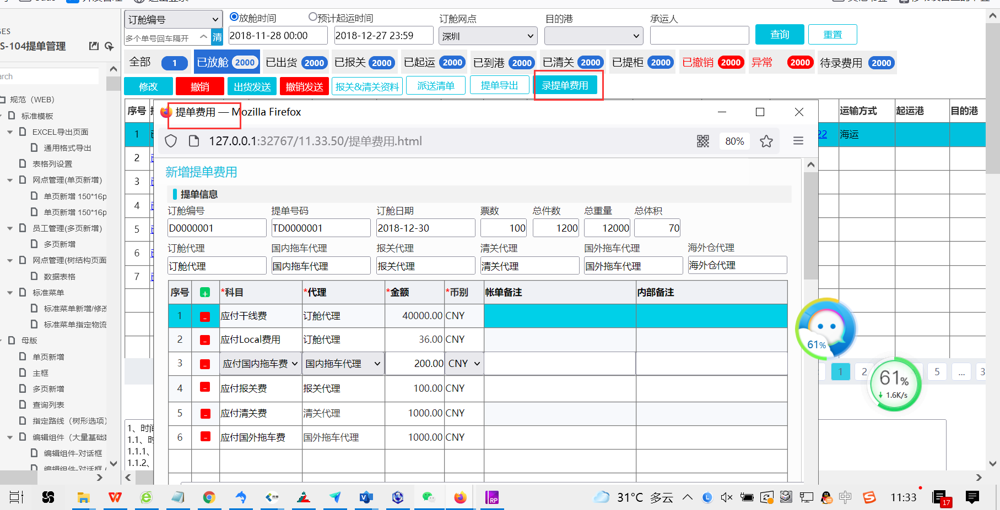 订舱编号
放舱时间
预计起运时间
订舱网点
目的港
承运人
多个单号回车隔开
清
2018-11-28 00:00
2018-12-27 23:59
深圳
查询
重置
GES
S-104提单管理
arch
全部 1
已放舱 2000
已出货 2000
已报关 2000
已起运 2000
已到港 2000
已清关 2000
已提柜 2000
已撤销 2000
异常 2000
待录费用 2000
修改
撤销
出货发送
撤销发送
报关&清关资料
派送清单
提单导出
录提单费用
规范（WEB）
标准模板
EXCEL导出页面
通用格式导出
表格列设置
网点管理(单页新增)
单页新增 150*16p
单页新增 150*16p
员工管理(多页新增)
多页新增
网点管理(树结构页面
数据表格
标准菜单
标准菜单新增/修改
标准菜单指定物流
母版
单页新增
主框
多页新增
查询列表
指定路线（树形选项）
编辑组件（大量基础数
编辑组件-对话框
编辑组件-对话框（
序号
运输方式
起运港
目的港
1
22
海运
2
3
4
5
6
7
提单费用 — Mozilla Firefox
127.0.0.1:32767/11.33.50/提单费用.html
80%
新增提单费用
提单信息
订舱编号 提单号码 订舱日期 票数 总件数 总重量 总体积
D0000001 TD0000001 2018-12-30 100 1200 12000 70
订舱代理 国内拖车代理 报关代理 清关代理 国外拖车代理 海外仓代理
订舱代理 国内拖车代理 报关代理 清关代理 国外拖车代理 海外仓代理
序号 + *科目 *代理 *金额 *币别 帐单备注 内部备注
1 - 应付干线费 订舱代理 40000.00 CNY
2 - 应付Local费用 订舱代理 36.00 CNY
3 - 应付国内拖车费 国内拖车代理 200.00 CNY
4 - 应付报关费 报关代理 100.00 CNY
5 - 应付清关费 清关代理 1000.00 CNY
6 - 应付国外拖车费 国外拖车代理 1000.00 CNY
61%
1 2 5 ... 3
61%
1.6K/s
1、时间
1.1、时
1.1.1、
1.1.2、
31°C 多云
中
11:33
17